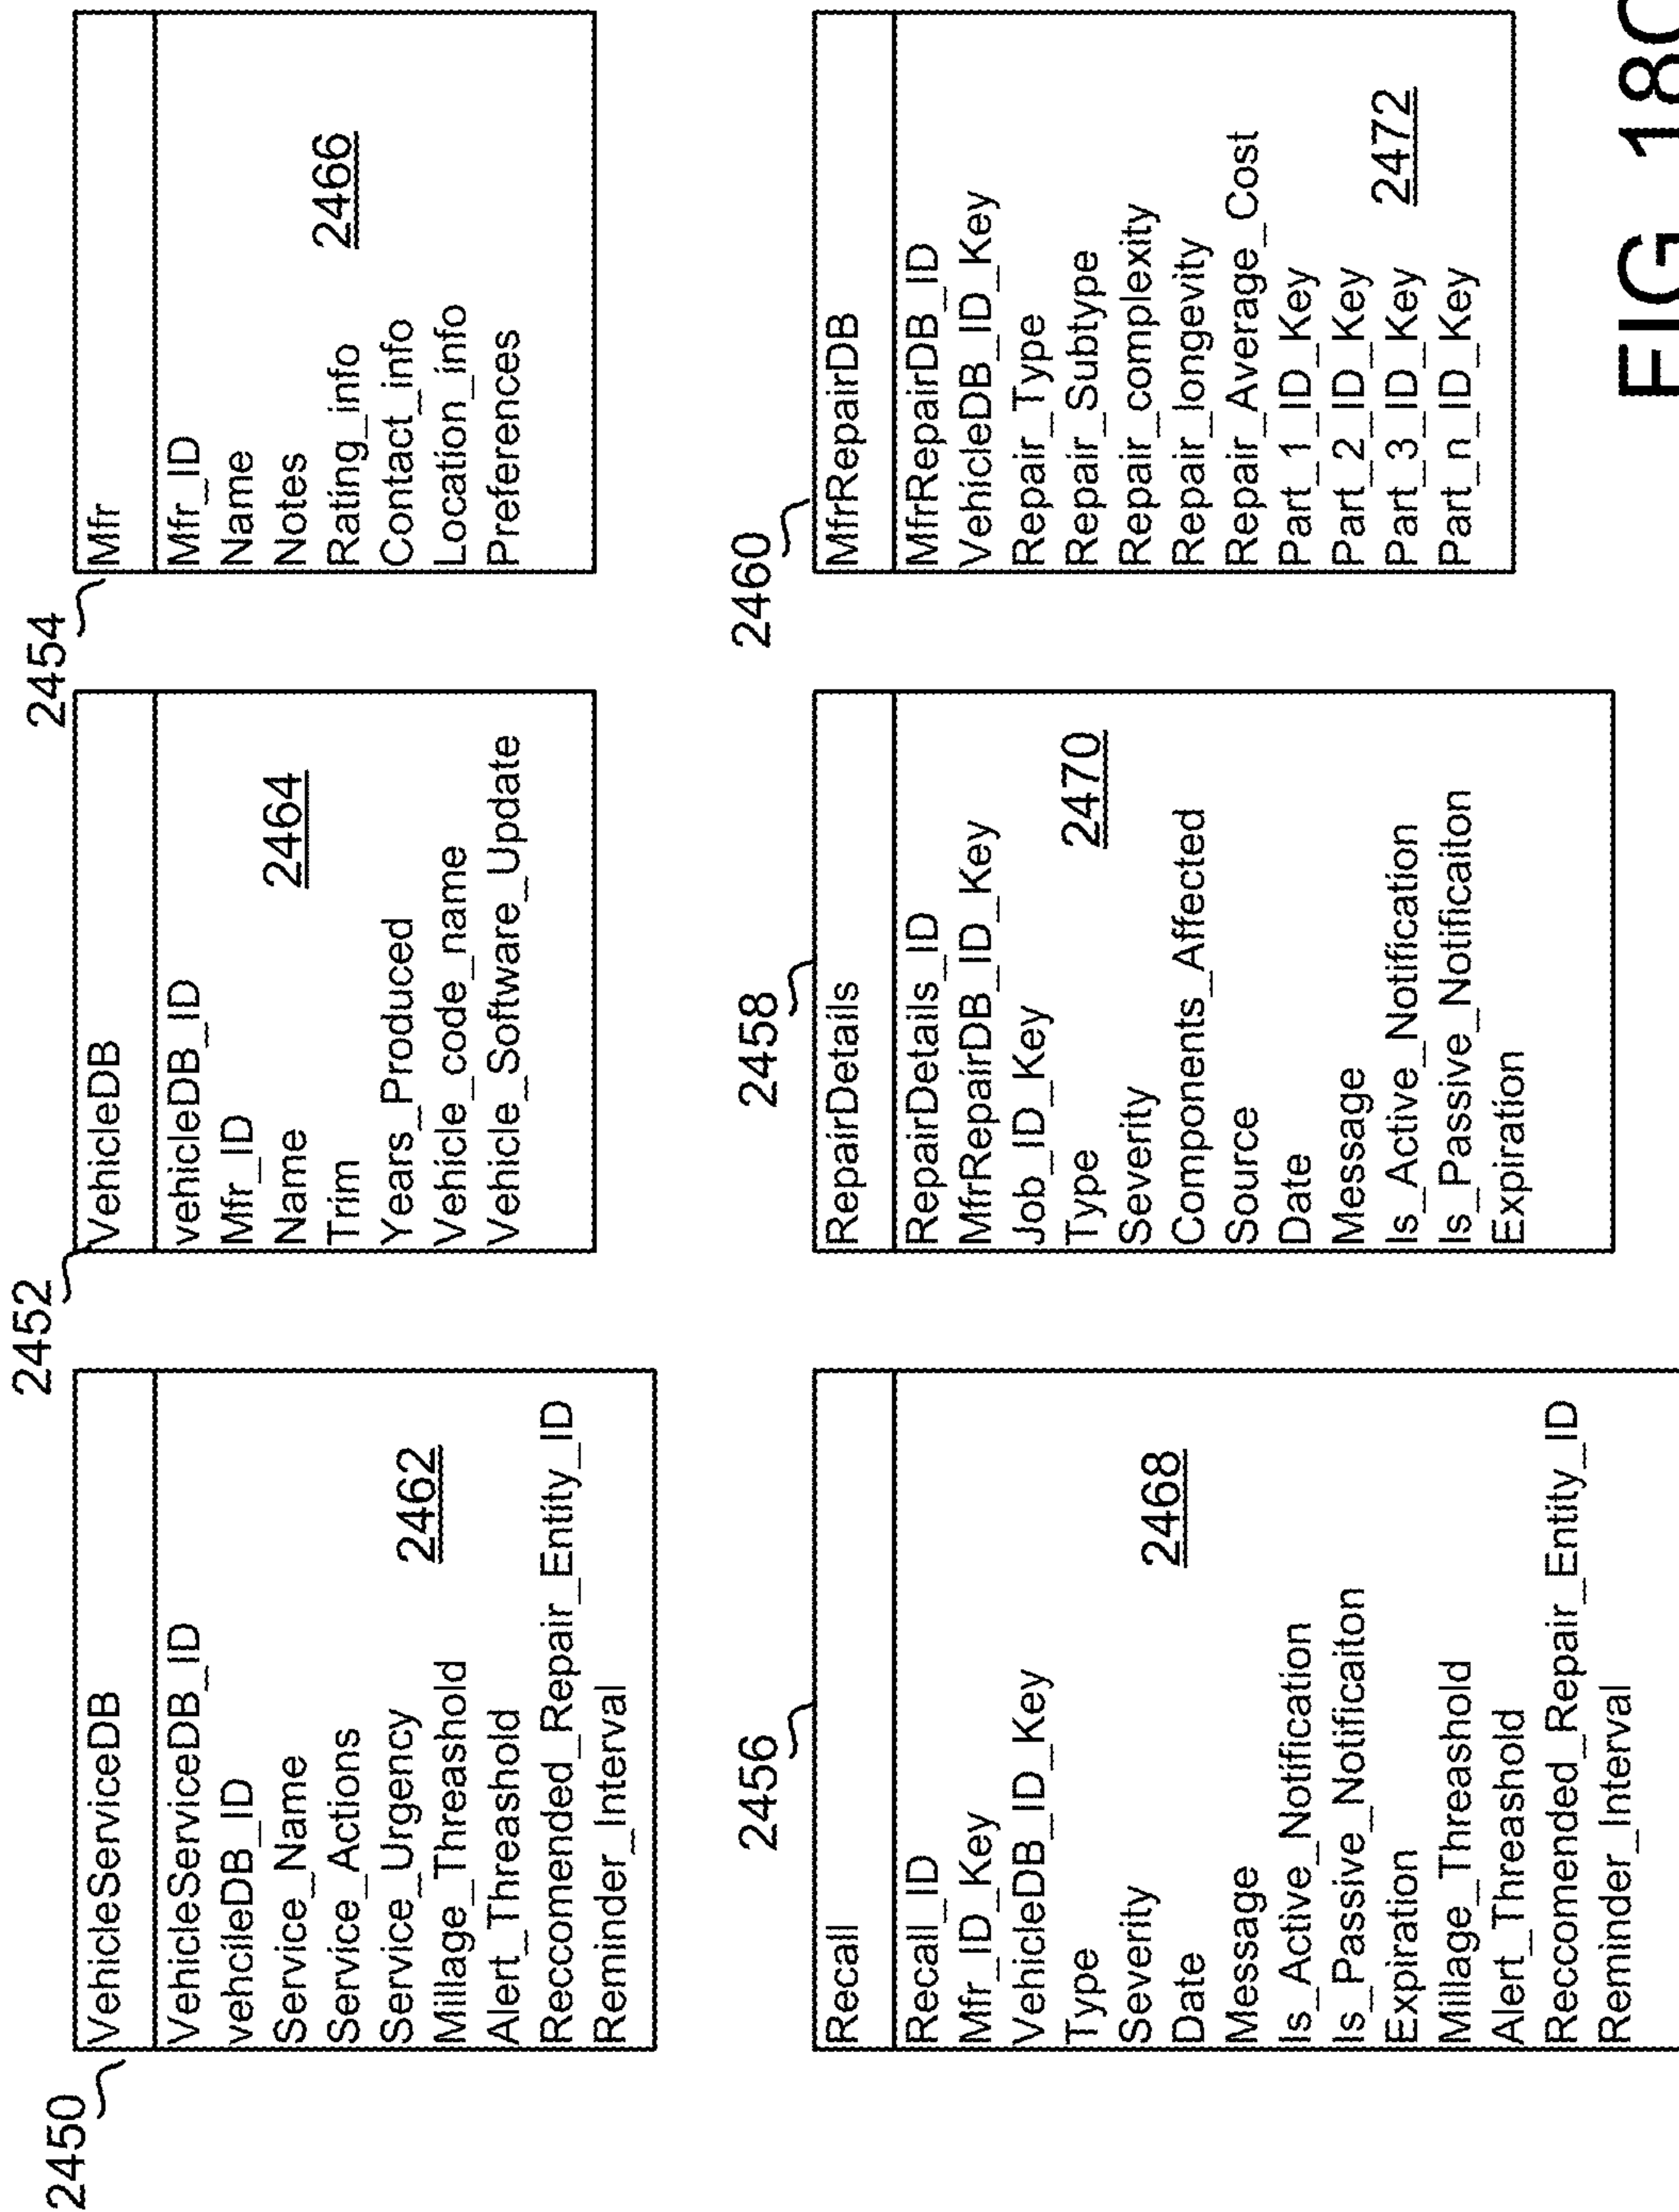 2450
VehicleServiceDB
VehicleServiceDB_ID
vehcileDB_ID
Service_Name
Service_Actions
Service_Urgency
Millage_Threashold
Alert_Threashold
Reccomended_Repair_Entity_ID
Reminder_Interval
2462
2452
VehicleDB
vehicleDB_ID
Mfr_ID
Name
Trim
Years_Produced
Vehicle_code_name
Vehicle_Software_Update
2464
2454
Mfr
Mfr_ID
Name
Notes
Rating_info
Contact_info
Location_info
Preferences
2466
2456
Recall
Recall_ID
Mfr_ID_Key
VehicleDB_ID_Key
Type
Severity
Date
Message
Is_Active_Notification
Is_Passive_Notificaiton
Expiration
Millage_Threashold
Alert_Threashold
Reccomended_Repair_Entity_ID
Reminder_Interval
2468
2458
RepairDetails
RepairDetails_ID
MfrRepairDB_ID_Key
Job_ID_Key
Type
Severity
Components_Affected
Source
Date
Message
Is_Active_Notification
Is_Passive_Notificaiton
Expiration
2470
2460
MfrRepairDB
MfrRepairDB_ID
VehicleDB_ID_Key
Repair_Type
Repair_Subtype
Repair_complexity
Repair_longevity
Repair_Average_Cost
Part_1_ID_Key
Part_2_ID_Key
Part_3_ID_Key
Part_n_ID_Key
2472
FIG 18C